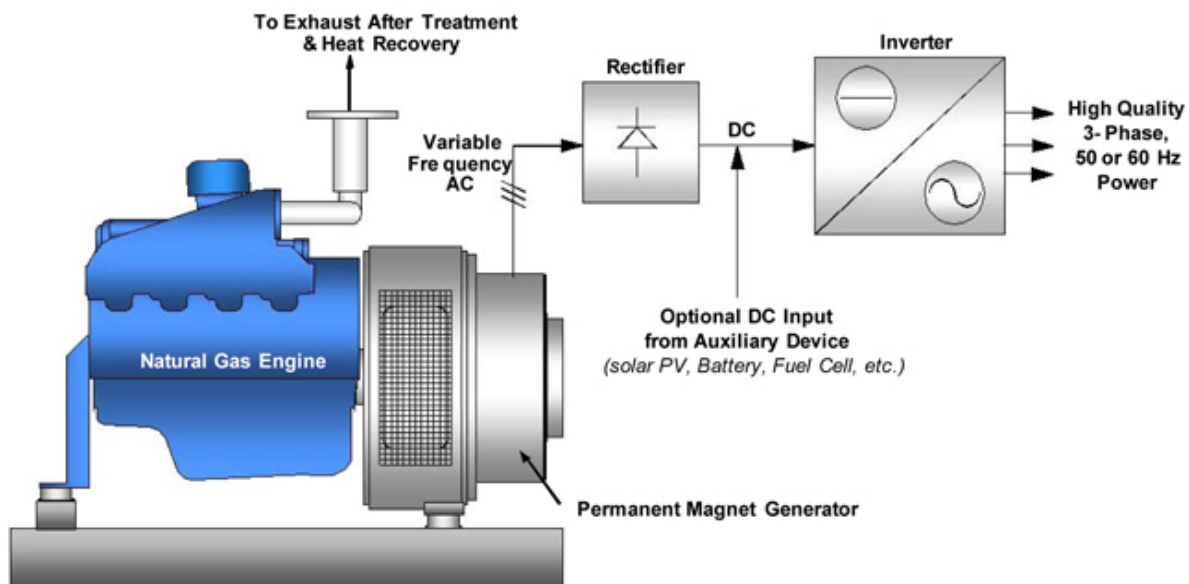 To Exhaust After Treatment
& Heat Recovery
Inverter
Rectifier
Variable
Fre quency
AC
DC
High Quality
3- Phase,
50 or 60 Hz
Power
Optional DC Input
from Auxiliary Device
(solar PV, Battery, Fuel Cell, etc.)
Natural Gas Engine
Permanent Magnet Generator